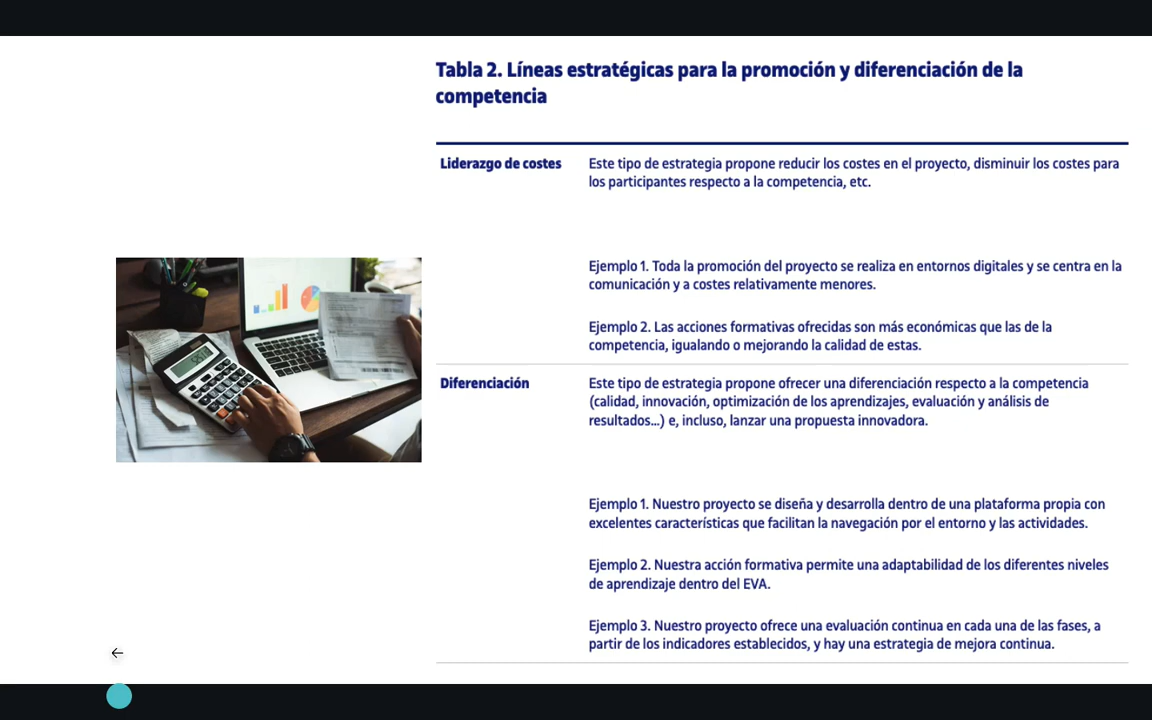 Tabla 2. Líneas estratégicas para la promoción y diferenciación de la
competencia
Liderazgo de costes
Este tipo de estrategia propone reducir los costes en el proyecto, disminuir los costes para
los participantes respecto a la competencia, etc.
Ejemplo 1. Toda la promoción del proyecto se realiza en entornos digitales y se centra en la
comunicación y a costes relativamente menores.
Ejemplo 2. Las acciones formativas ofrecidas son más económicas que las de la
competencia, igualando o mejorando la calidad de estas.
Diferenciación
Este tipo de estrategia propone ofrecer una diferenciación respecto a la competencia
(calidad, innovación, optimización de los aprendizajes, evaluación y análisis de
resultados...) e, incluso, lanzar una propuesta innovadora.
Ejemplo 1. Nuestro proyecto se diseña y desarrolla dentro de una plataforma propia con
excelentes características que facilitan la navegación por el entorno y las actividades.
Ejemplo 2. Nuestra acción formativa permite una adaptabilidad de los diferentes niveles
de aprendizaje dentro del EVA.
Ejemplo 3. Nuestro proyecto ofrece una evaluación continua en cada una de las fases, a
partir de los indicadores establecidos, y hay una estrategia de mejora continua.